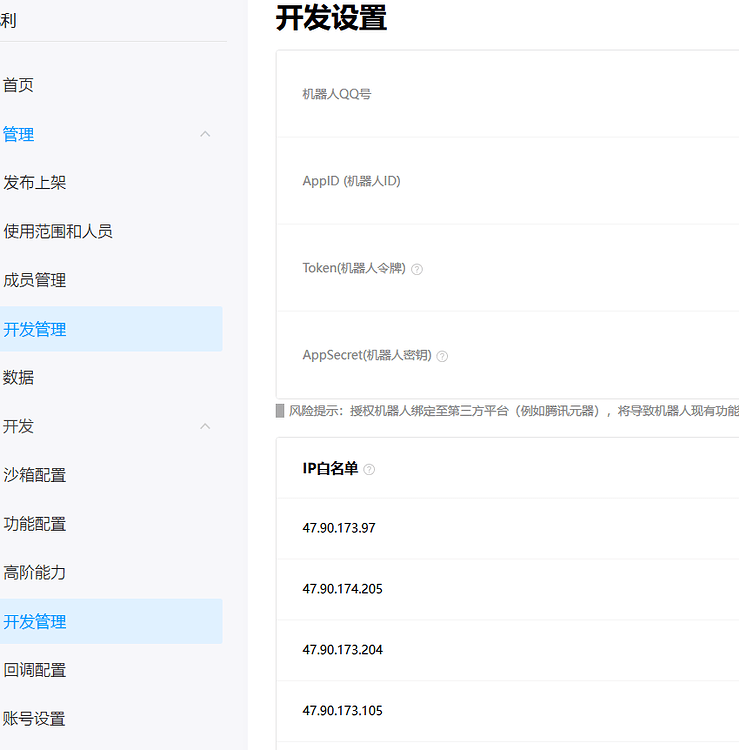 利
首页
管理
发布上架
使用范围和人员
成员管理
开发管理
数据
开发
沙箱配置
功能配置
高阶能力
开发管理
回调配置
账号设置
开发设置
机器人QQ号
AppID (机器人ID)
Token(机器人令牌)
AppSecret(机器人密钥)
风险提示：授权机器人绑定至第三方平台（例如腾讯元器），将导致机器人现有功能
IP白名单
47.90.173.97
47.90.174.205
47.90.173.204
47.90.173.105